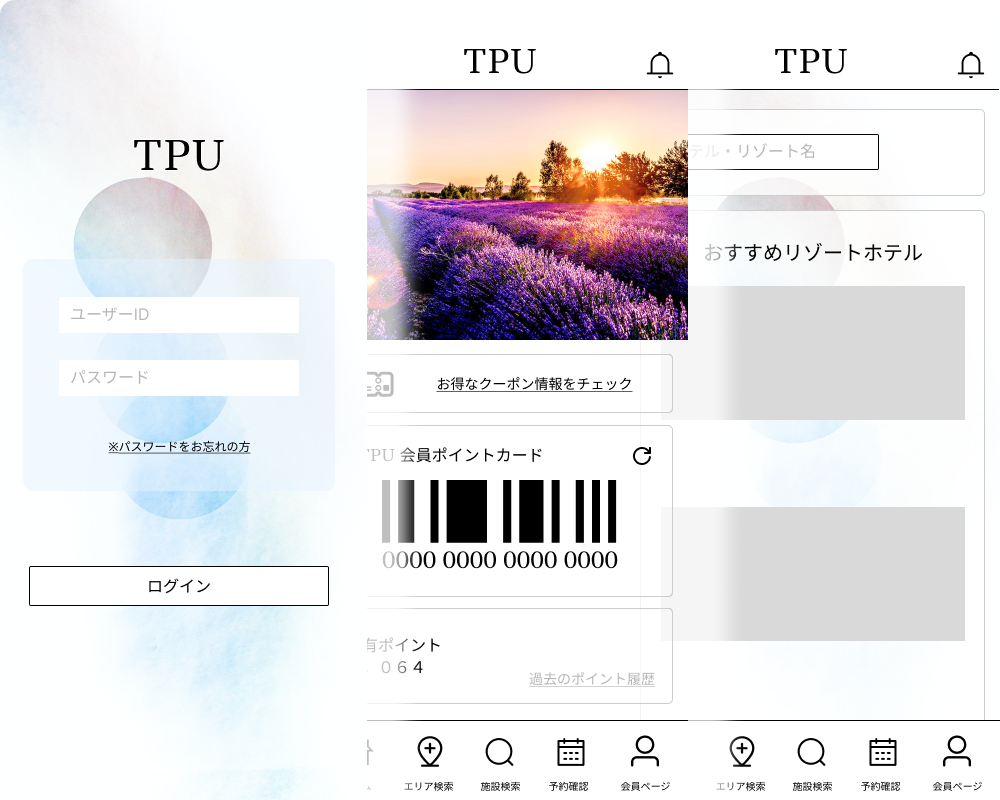 TPU
ユーザーID
パスワード
※パスワードをお忘れの方
ログイン
TPU
お得なクーポン情報をチェック
TPU 会員ポイントカード
0000 0000 0000 0000
有ポイント
064
過去のポイント履歴
エリア検索
施設検索
予約確認
会員ページ
TPU
テル・リゾート名
おすすめリゾートホテル
エリア検索
施設検索
予約確認
会員ページ